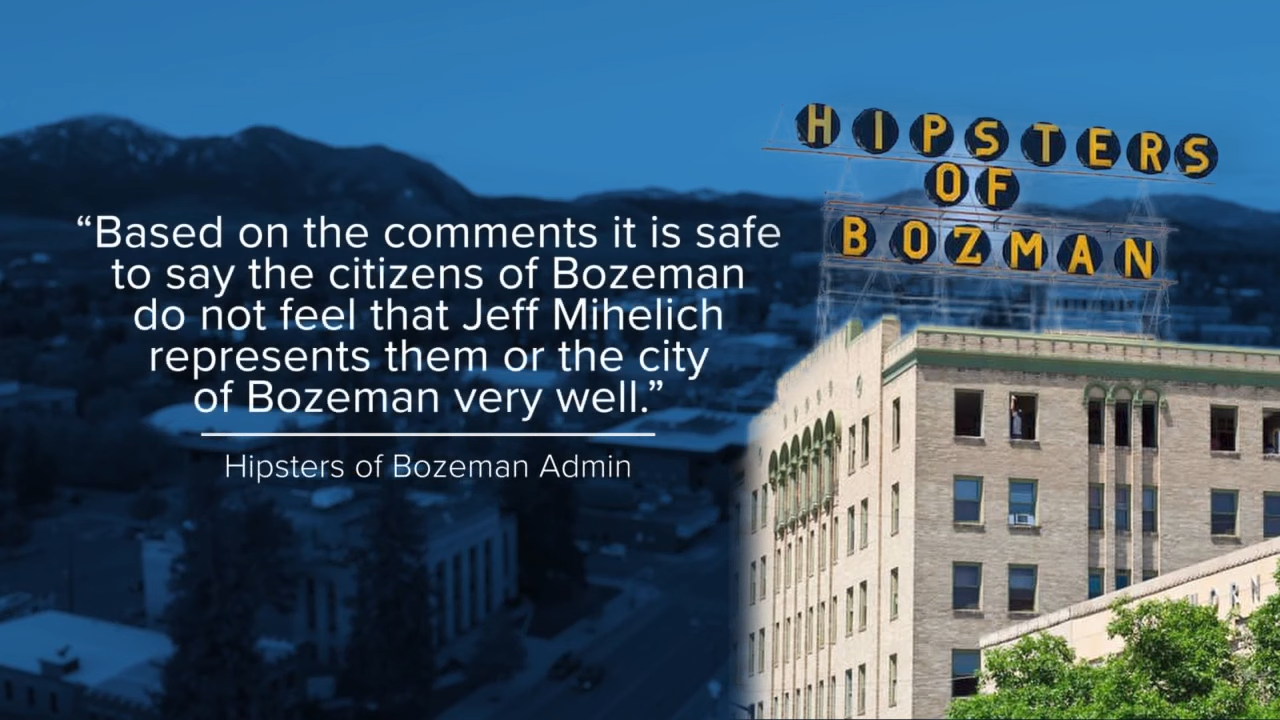 HIPSTERS
OF
BOZMAN
“Based on the comments it is safe
to say the citizens of Bozeman
do not feel that Jeff Mihelich
represents them or the city
of Bozeman very well.”
Hipsters of Bozeman Admin